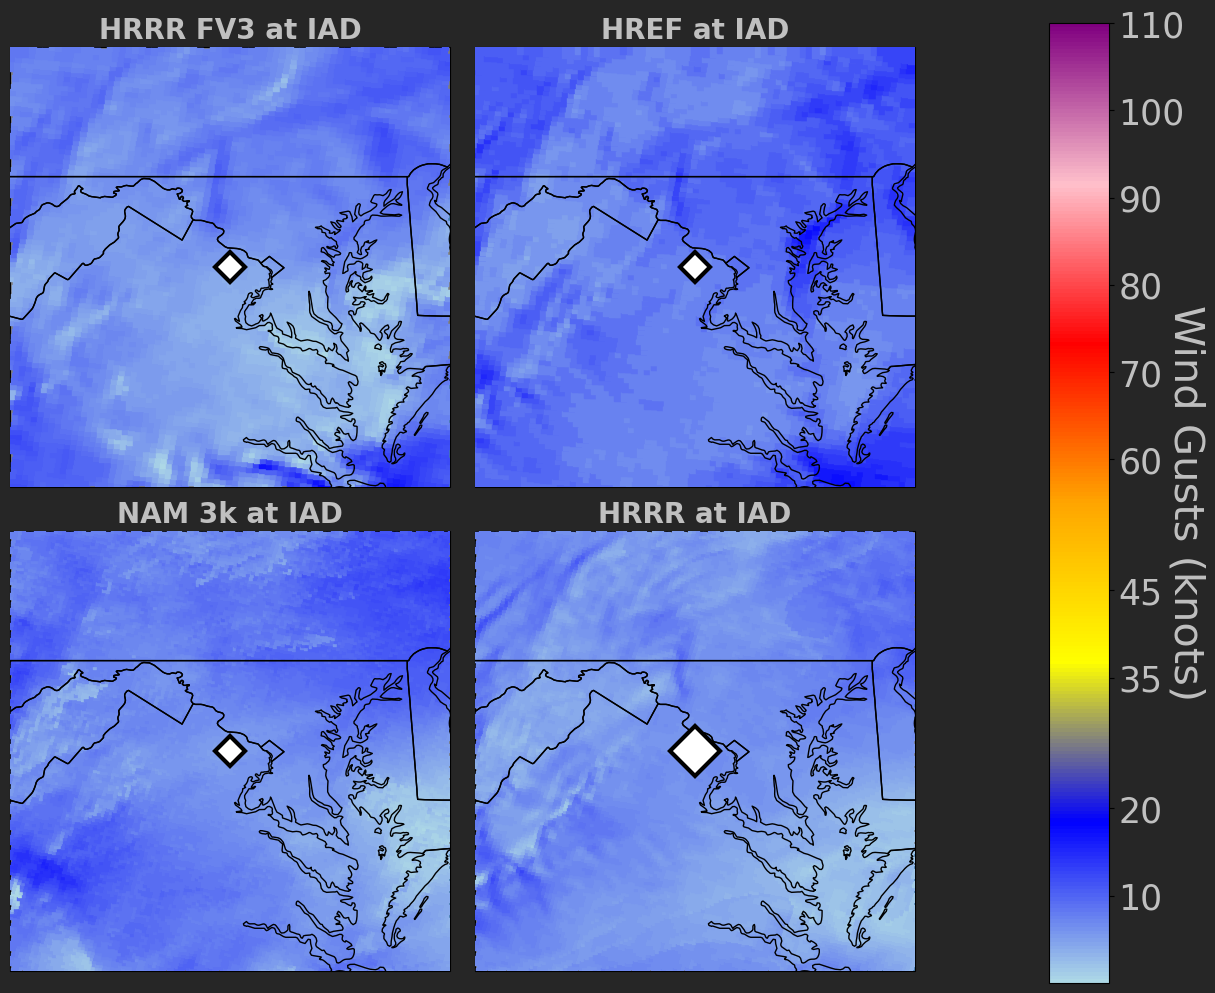 HRRR FV3 at IAD
HREF at IAD
NAM 3k at IAD
HRRR at IAD
110
100
90
80
70
60
45
35
20
10
Wind Gusts (knots)